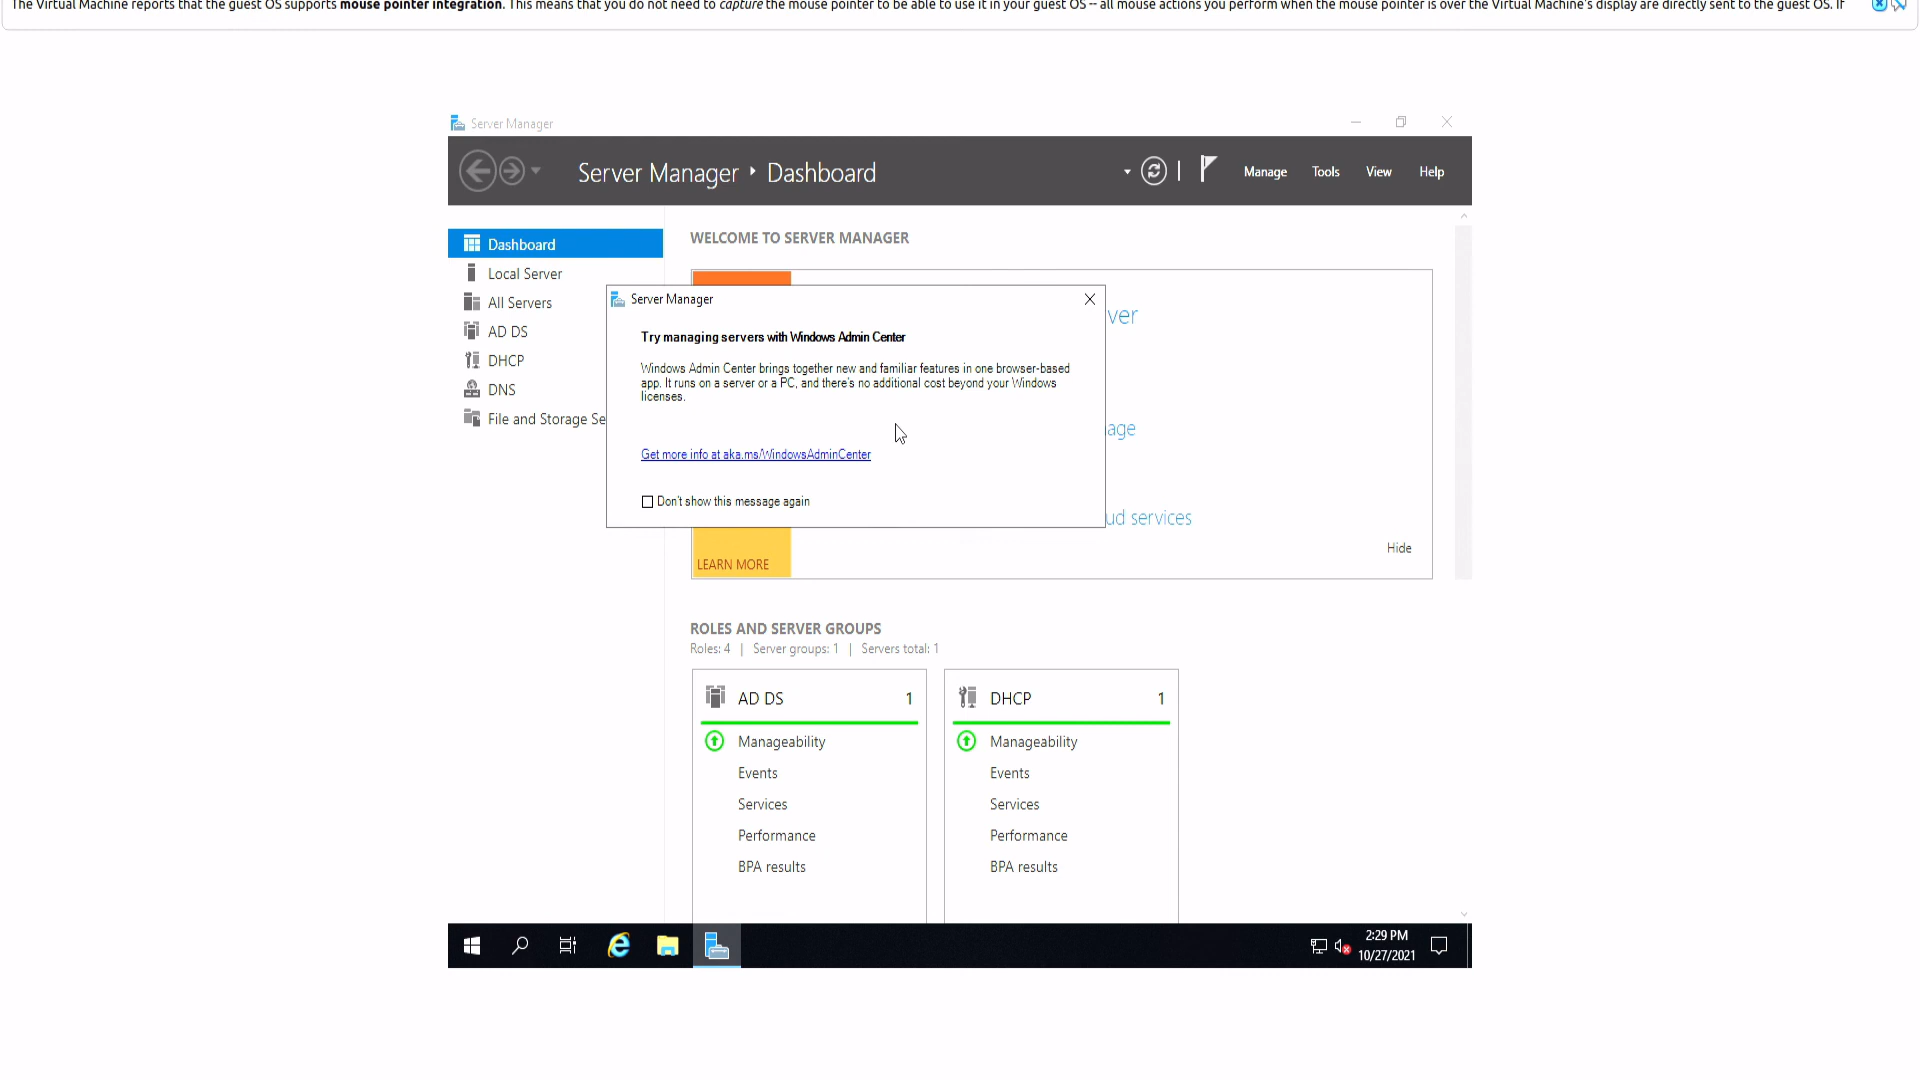 The Virtual Machine reports that the guest OS supports mouse pointer integration. This means that you do not need to capture the mouse pointer to be able to use it in your guest OS -- all mouse actions you perform when the mouse pointer is over the Virtual Machine's display are directly sent to the guest OS. If
Server Manager
Server Manager ‣ Dashboard
Manage
Tools
View
Help
Dashboard
Local Server
All Servers
AD DS
DHCP
DNS
File and Storage Se
WELCOME TO SERVER MANAGER
ver
age
ud services
Server Manager
Try managing servers with Windows Admin Center
Windows Admin Center brings together new and familiar features in one browser-based
app. It runs on a server or a PC, and there's no additional cost beyond your Windows
licenses.
Get more info at aka.ms/WindowsAdminCenter
Don't show this message again
LEARN MORE
Hide
ROLES AND SERVER GROUPS
Roles: 4 | Server groups: 1 | Servers total: 1
AD DS 1
Manageability
Events
Services
Performance
BPA results
DHCP 1
Manageability
Events
Services
Performance
BPA results
2:29 PM
10/27/2021